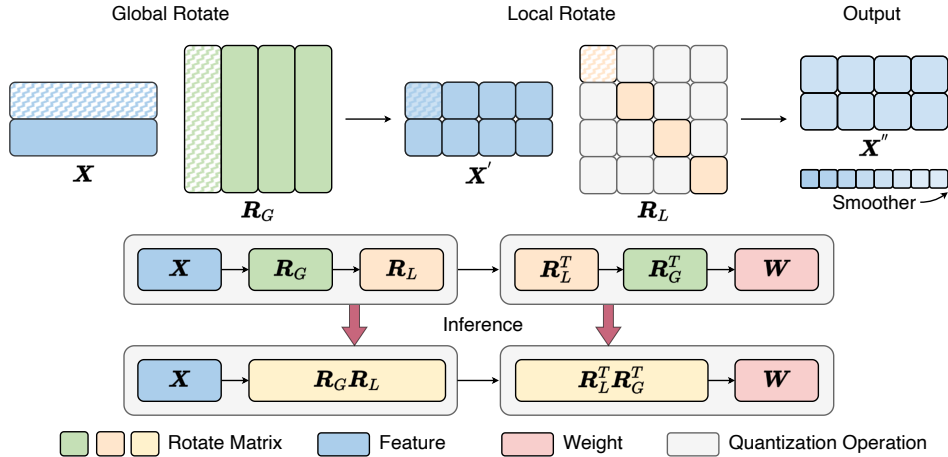 Global Rotate
Local Rotate
Output
X
R_G
X′
R_L
X″
Smoother
X
R_G
R_L
R_L^T
R_G^T
W
Inference
X
R_G R_L
R_L^T R_G^T
W
Rotate Matrix
Feature
Weight
Quantization Operation